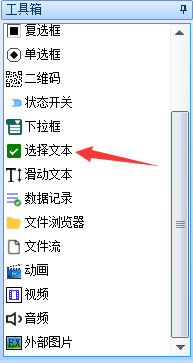 工具箱
复选框
单选框
二维码
状态开关
下拉框
选择文本
滑动文本
数据记录
文件浏览器
文件流
动画
视频
音频
EX 外部图片